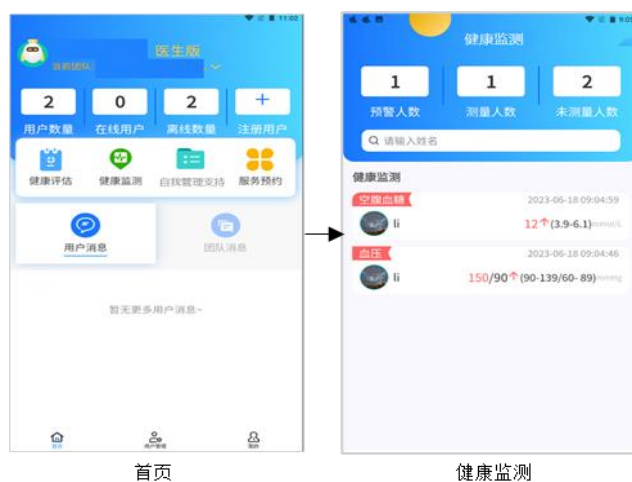 11:02
医生版
当前团队:
2
0
2
+
用户数量
在线用户
离线数量
注册用户
健康评估
健康监测
自我管理支持
服务预约
用户消息
团队消息
暂无更多用户消息~
首页
用户管理
我的
首页
健康监测
1
1
2
预警人数
测量人数
未测量人数
请输入姓名
健康监测
空腹血糖
2023-06-18 09:04:59
li
12↑(3.9-6.1)mmol/L
血压
2023-06-18 09:04:46
li
150/90↑(90-139/60-89)mmHg
健康监测